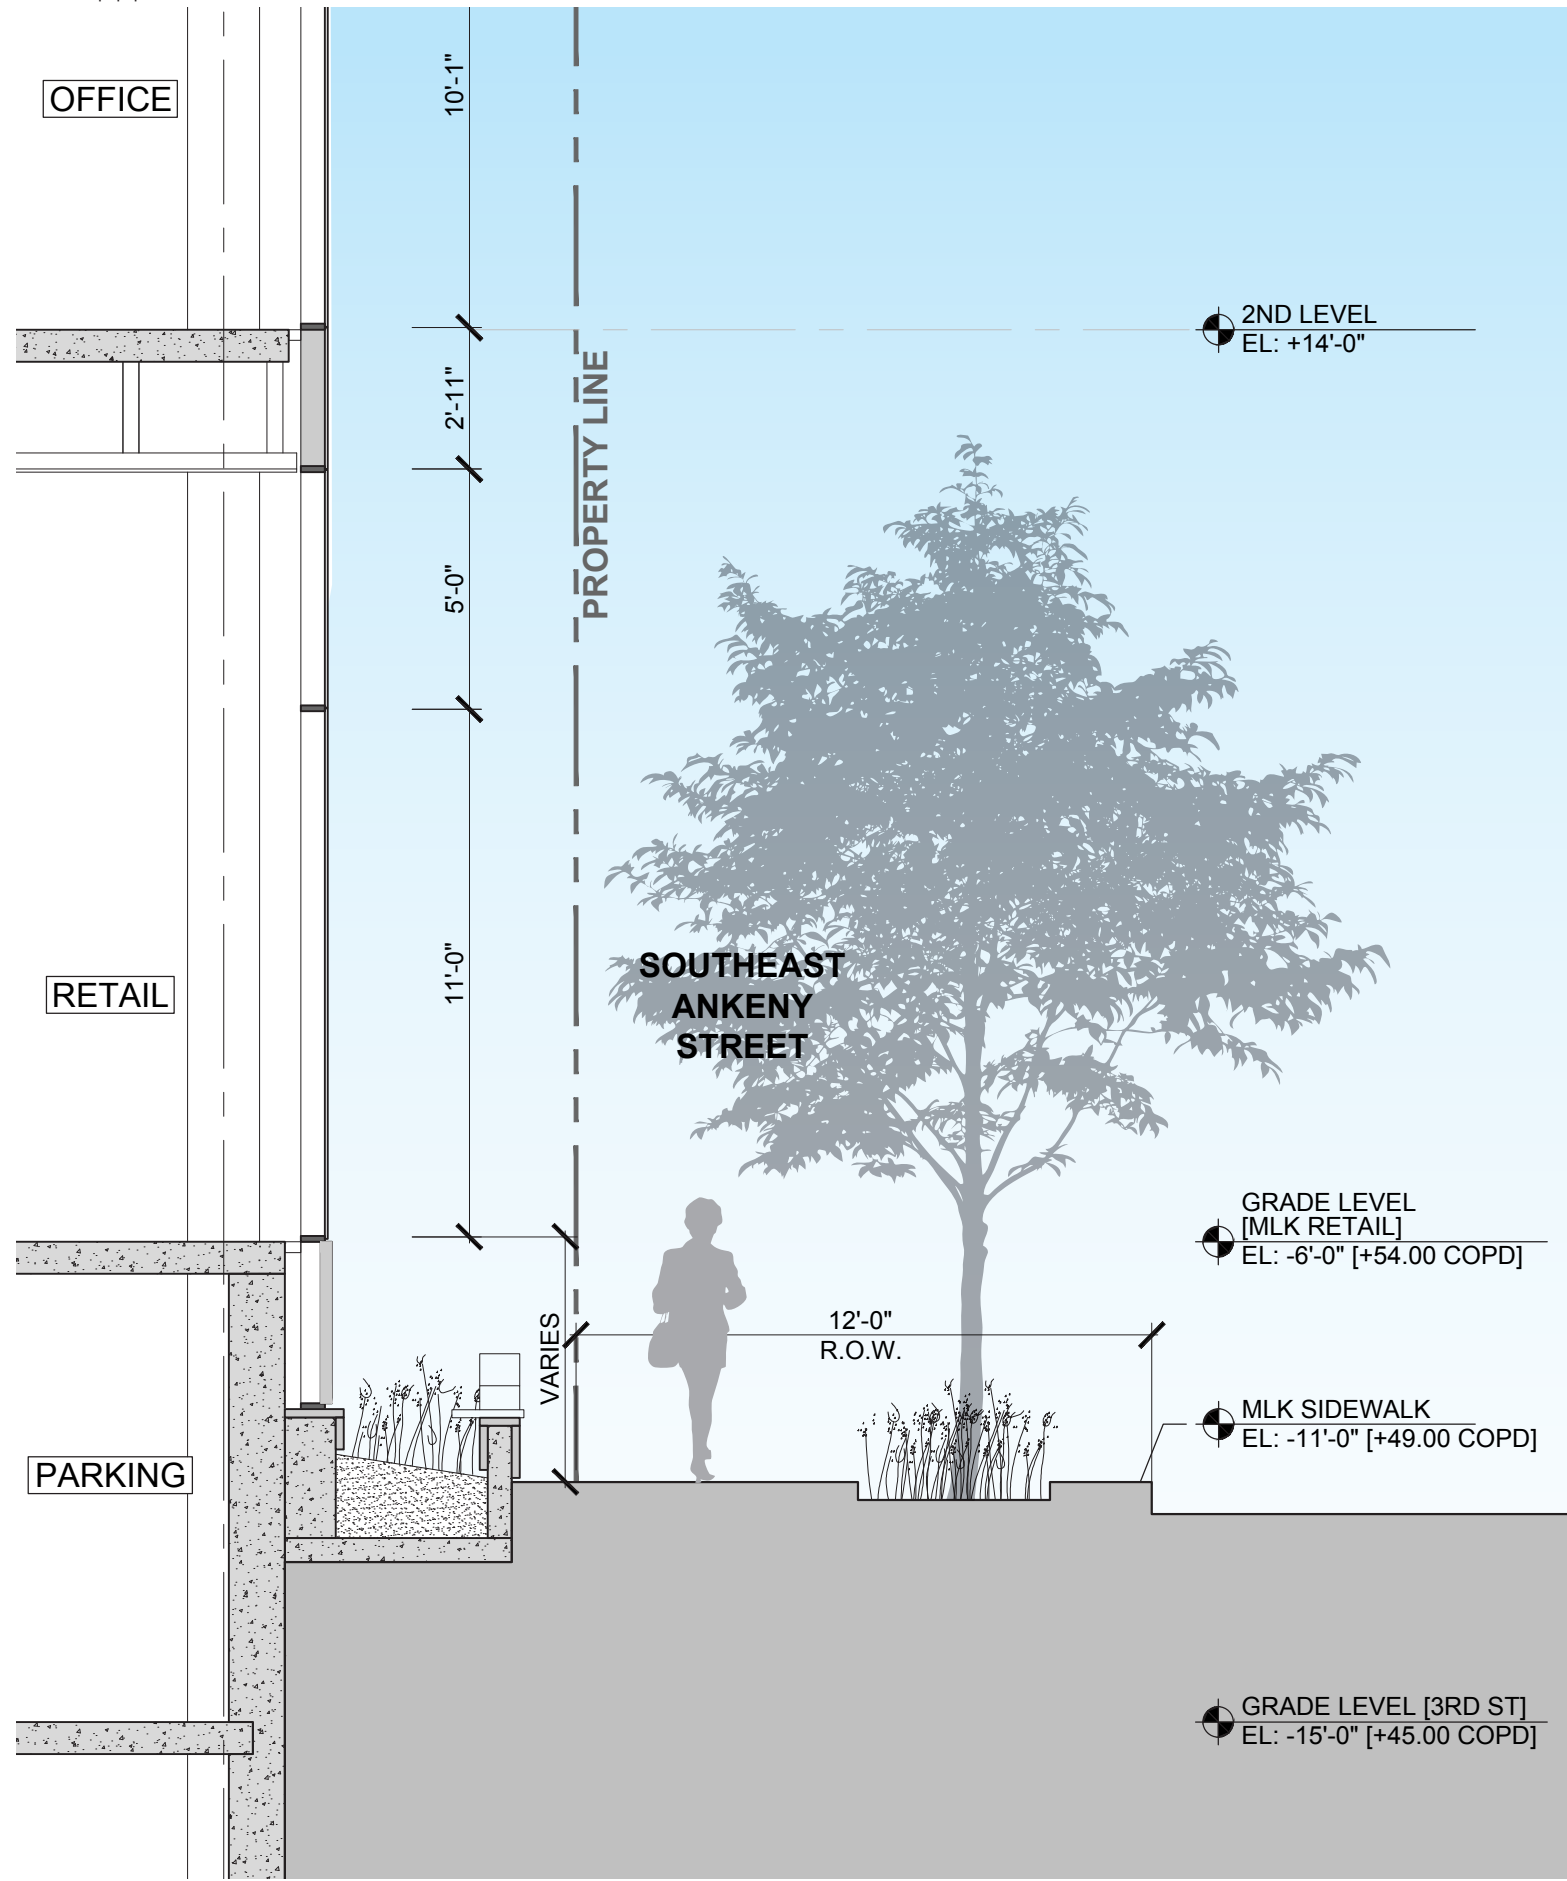 OFFICE
10'-1"
2ND LEVEL
EL: +14'-0"
2'-11"
PROPERTY LINE
5'-0"
RETAIL
11'-0"
SOUTHEAST
ANKENY
STREET
GRADE LEVEL
[MLK RETAIL]
EL: -6'-0" [+54.00 COPD]
VARIES
12'-0"
R.O.W.
MLK SIDEWALK
EL: -11'-0" [+49.00 COPD]
PARKING
GRADE LEVEL [3RD ST]
EL: -15'-0" [+45.00 COPD]